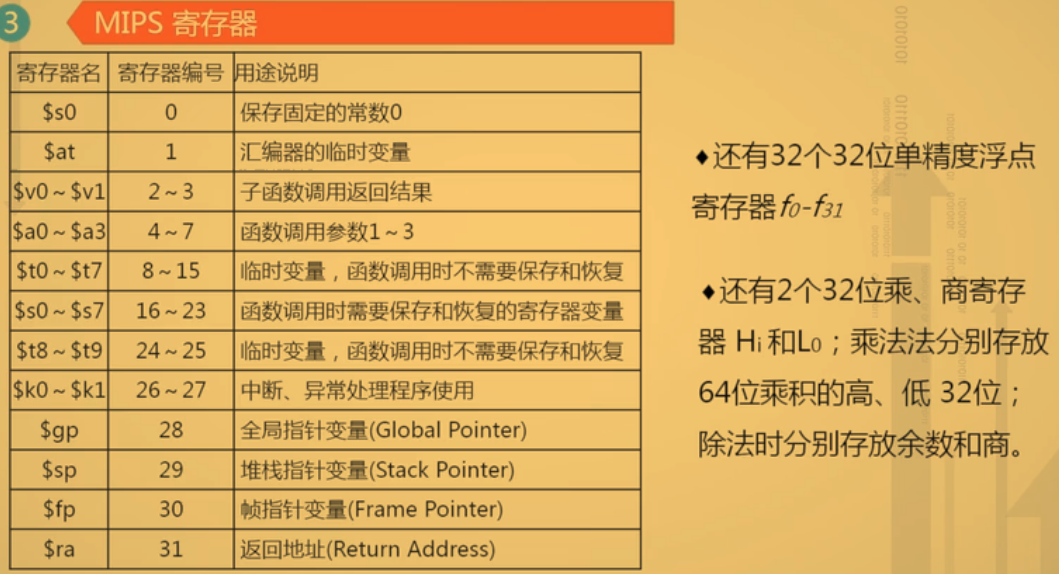 3 MIPS 寄存器
寄存器名 寄存器编号 用途说明
$s0 0 保存固定的常数0
$at 1 汇编器的临时变量
$v0~$v1 2~3 子函数调用返回结果
$a0~$a3 4~7 函数调用参数1~3
$t0~$t7 8~15 临时变量，函数调用时不需要保存和恢复
$s0~$s7 16~23 函数调用时需要保存和恢复的寄存器变量
$t8~$t9 24~25 临时变量，函数调用时不需要保存和恢复
$k0~$k1 26~27 中断、异常处理程序使用
$gp 28 全局指针变量(Global Pointer)
$sp 29 堆栈指针变量(Stack Pointer)
$fp 30 帧指针变量(Frame Pointer)
$ra 31 返回地址(Return Address)
♦还有32个32位单精度浮点
寄存器f0-f31
♦还有2个32位乘、商寄存
器 Hi 和L0；乘法法分别存放
64位乘积的高、低 32位；
除法时分别存放余数和商。